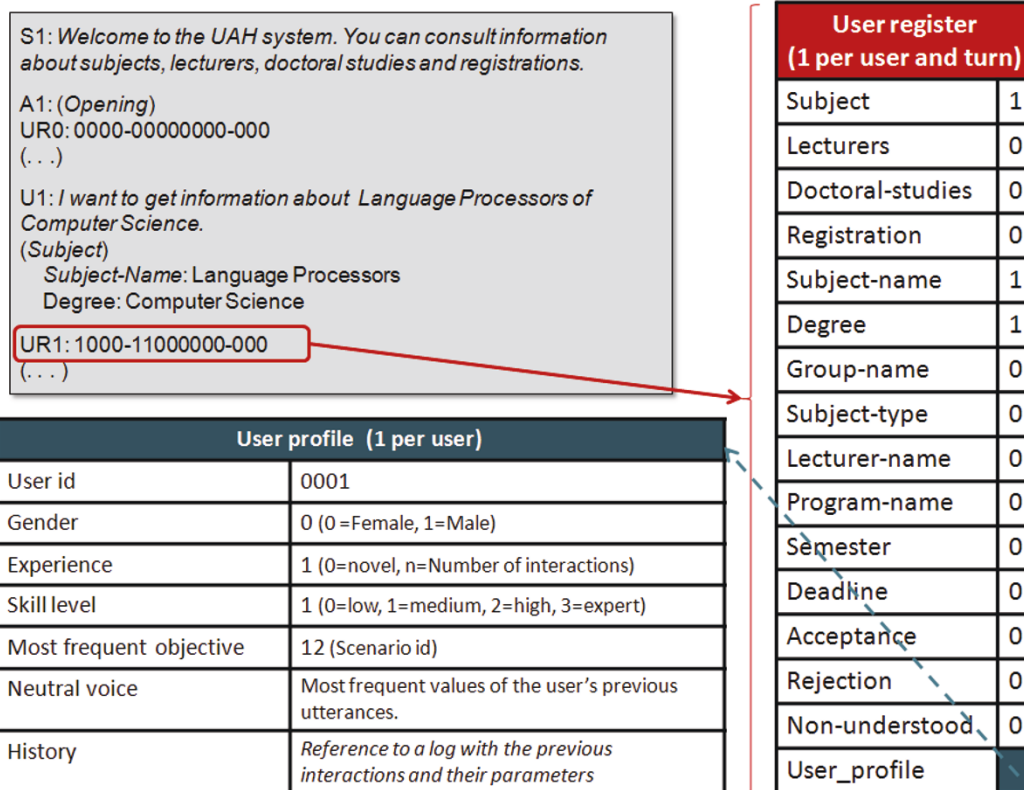 S1: Welcome to the UAH system. You can consult information
about subjects, lecturers, doctoral studies and registrations.
A1: (Opening)
UR0: 0000-00000000-000
(. . .)
U1: I want to get information about Language Processors of
Computer Science.
(Subject)
Subject-Name: Language Processors
Degree: Computer Science
UR1: 1000-11000000-000
(. . . )
User profile (1 per user)
User id 0001
Gender 0 (0 =Female, 1=Male)
Experience 1 (0=novel, n=Number of interactions)
Skill level 1 (0=low, 1=medium, 2=high, 3=expert)
Most frequent objective 12 (Scenario id)
Neutral voice Most frequent values of the user's previous
utterances.
History Reference to a log with the previous
interactions and their parameters
User register
(1 per user and turn)
Subject 1
Lecturers 0
Doctoral-studies 0
Registration 0
Subject-name 1
Degree 1
Group-name 0
Subject-type 0
Lecturer-name 0
Program-name 0
Semester 0
Deadline 0
Acceptance 0
Rejection 0
Non-understood 0
User_profile